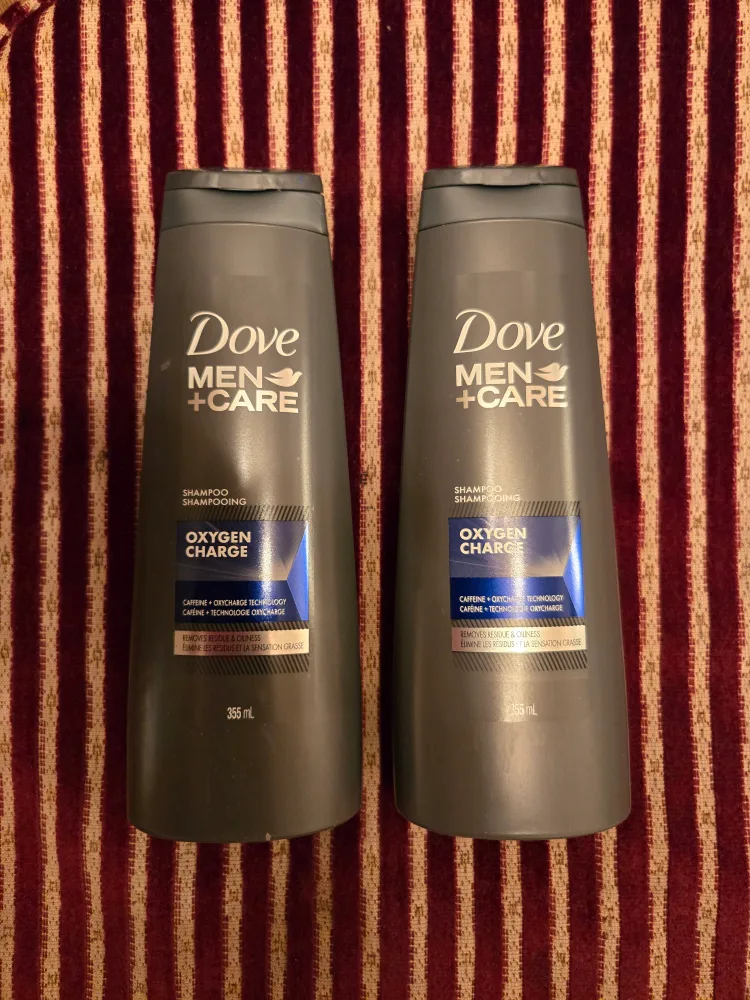 Dove
MEN
+CARE
SHAMPOO
SHAMPOOING
OXYGEN
CHARGE
CAFFEINE + OXYCHARGE TECHNOLOGY
CAFÉINE + TECHNOLOGIE OXYCHARGE
REMOVES RESIDUE & OILINESS
ÉLIMINE LES RÉSIDUS ET LA SENSATION GRASSE
355 mL
Dove
MEN
+CARE
SHAMPOO
SHAMPOOING
OXYGEN
CHARGE
CAFFEINE + OXYCHARGE TECHNOLOGY
CAFÉINE + TECHNOLOGIE OXYCHARGE
REMOVES RESIDUE & OILINESS
ÉLIMINE LES RÉSIDUS ET LA SENSATION GRASSE
355 mL